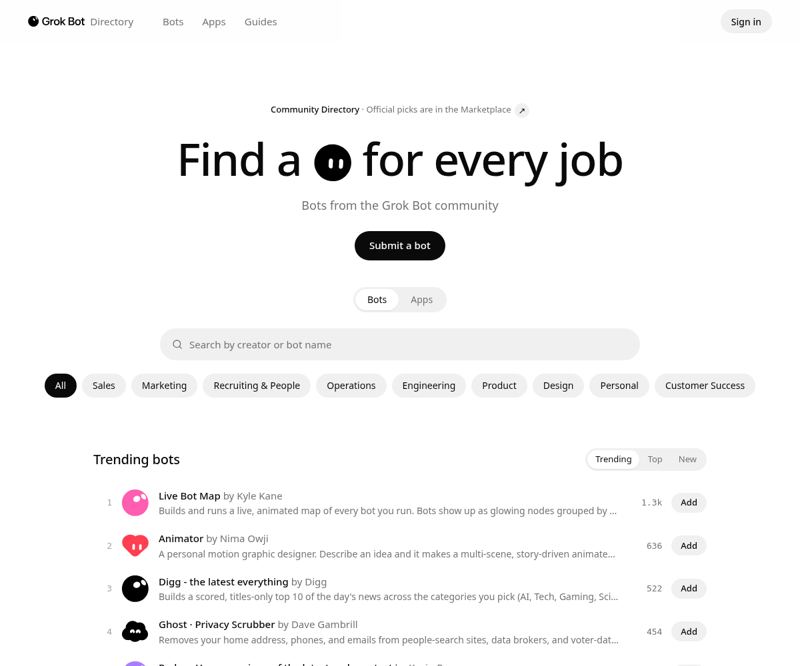 Grok Bot Directory Bots Apps Guides Sign in
Community Directory · Official picks are in the Marketplace ↗
Find a for every job
Bots from the Grok Bot community
Submit a bot
Bots Apps
Search by creator or bot name
All Sales Marketing Recruiting & People Operations Engineering Product Design Personal Customer Success
Trending bots Trending Top New
1 Live Bot Map by Kyle Kane 1.3k Add
Builds and runs a live, animated map of every bot you run. Bots show up as glowing nodes grouped by ...
2 Animator by Nima Owji 636 Add
A personal motion graphic designer. Describe an idea and it makes a multi-scene, story-driven animate...
3 Digg - the latest everything by Digg 522 Add
Builds a scored, titles-only top 10 of the day's news across the categories you pick (AI, Tech, Gaming, Sci...
4 Ghost · Privacy Scrubber by Dave Gambrill 454 Add
Removes your home address, phones, and emails from people-search sites, data brokers, and voter-dat...